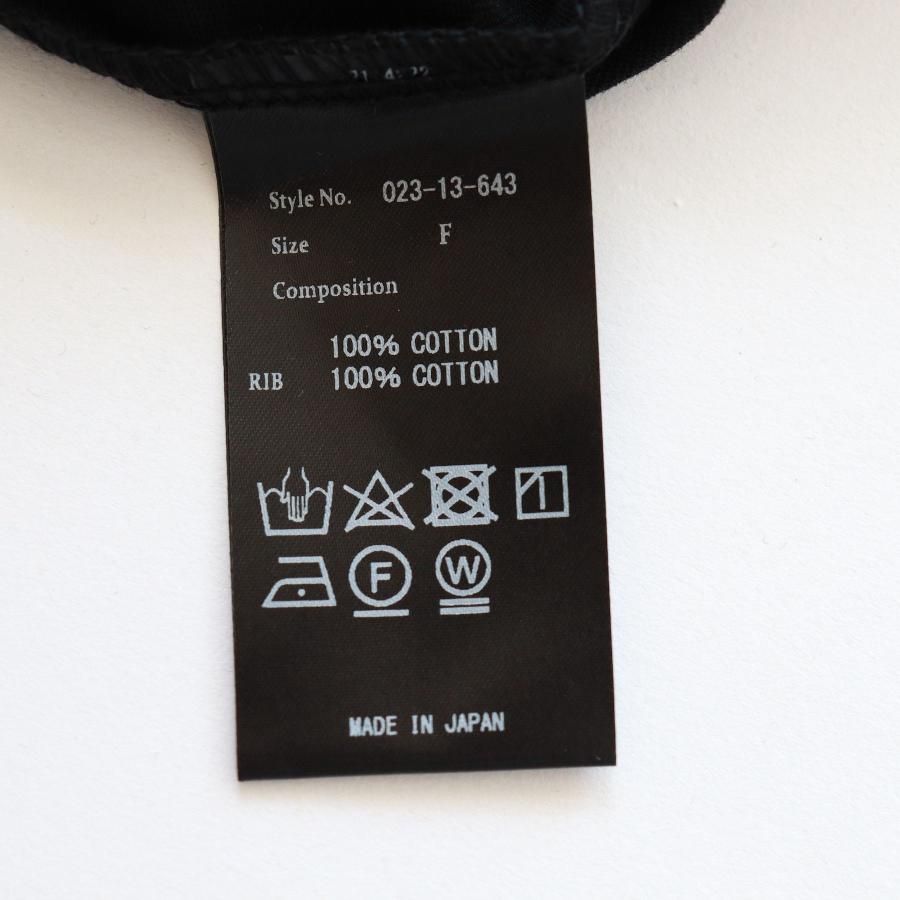 Style No. 023-13-643
Size F
Composition
100% COTTON
RIB 100% COTTON
F
W
MADE IN JAPAN